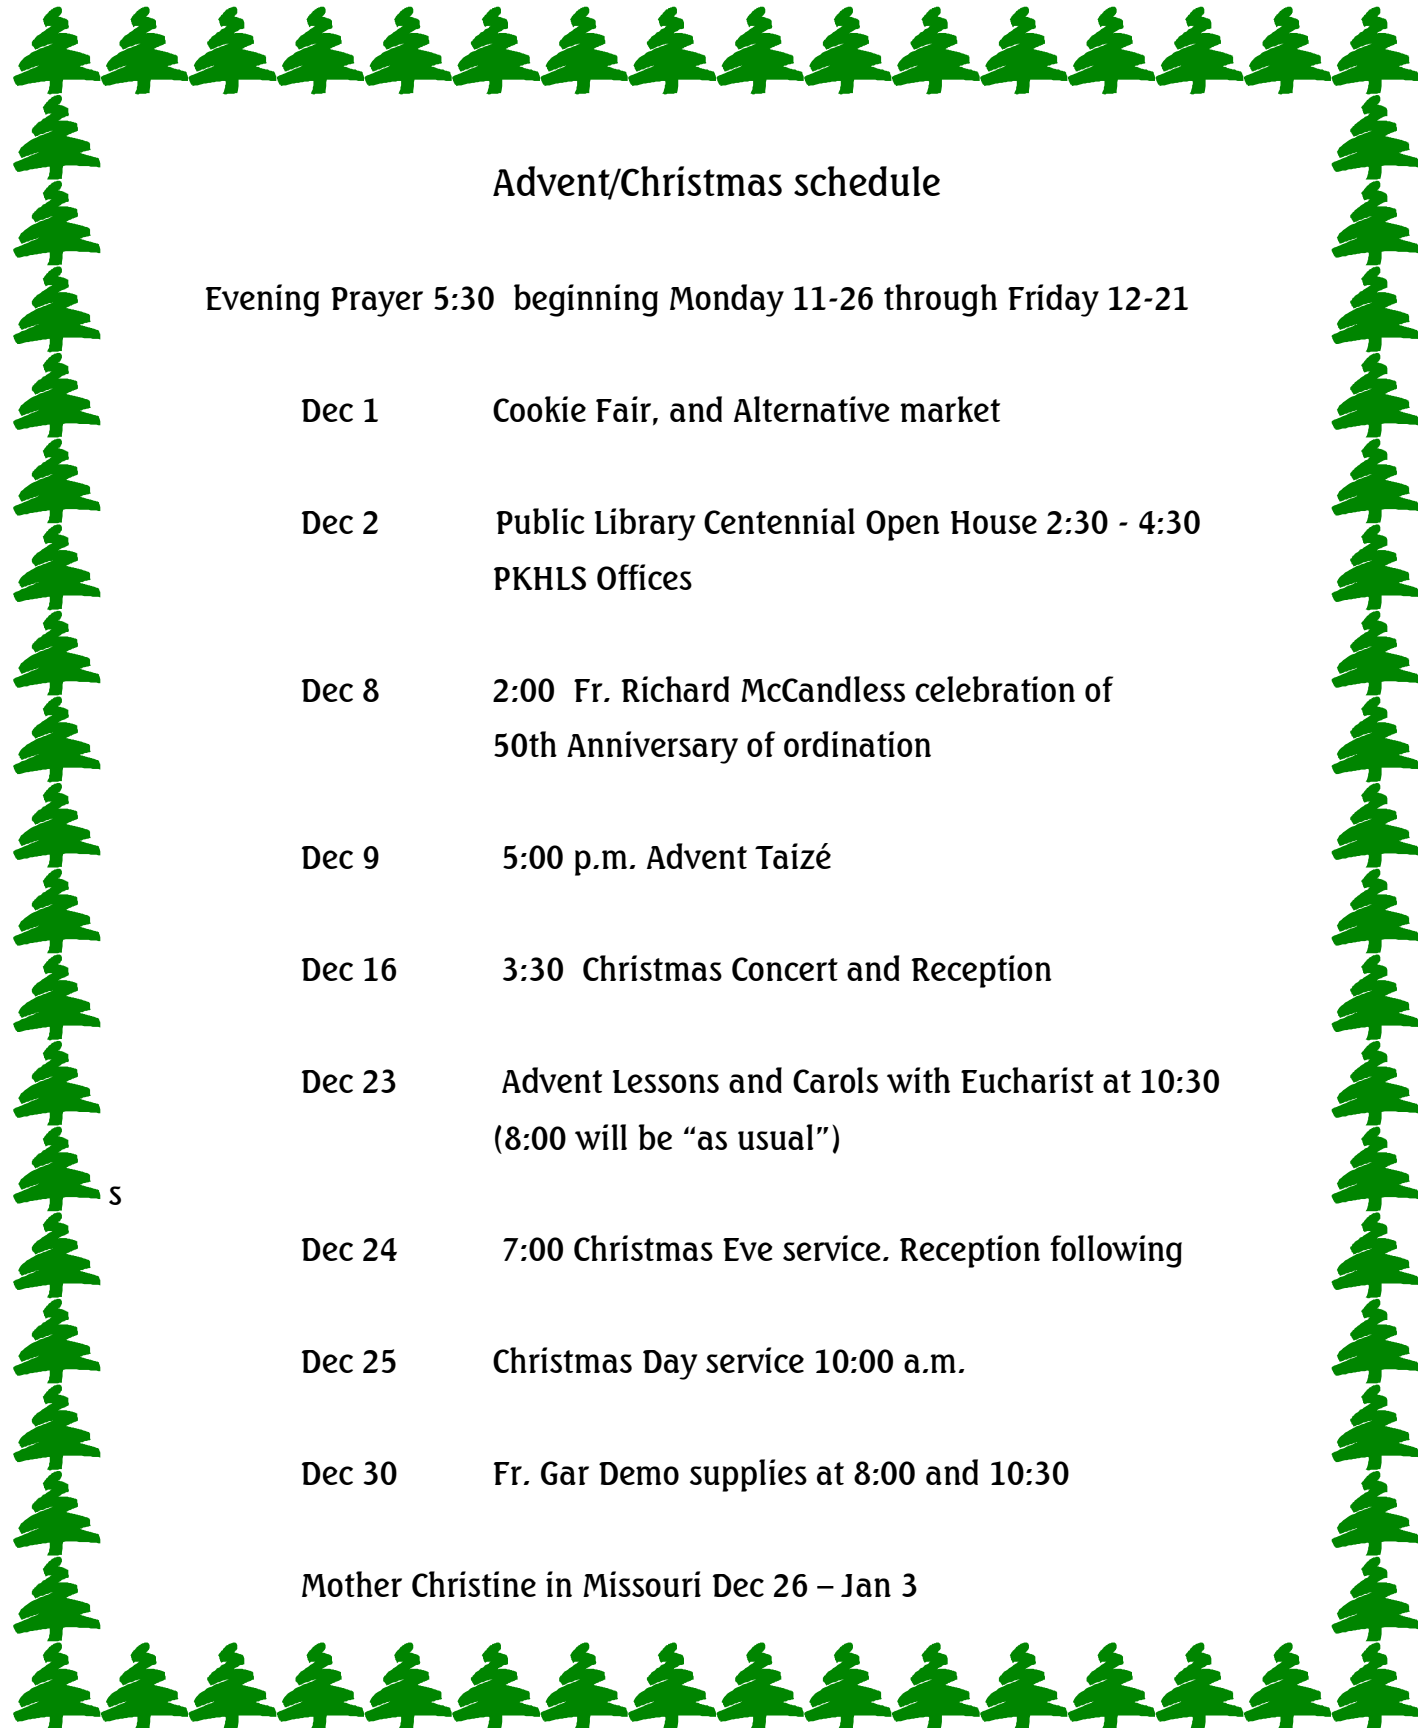 Advent/Christmas schedule
Evening Prayer 5:30 beginning Monday 11-26 through Friday 12-21
Dec 1 Cookie Fair, and Alternative market
Dec 2 Public Library Centennial Open House 2:30 - 4:30
PKHLS Offices
Dec 8 2:00 Fr. Richard McCandless celebration of
50th Anniversary of ordination
Dec 9 5:00 p.m. Advent Taizé
Dec 16 3:30 Christmas Concert and Reception
Dec 23 Advent Lessons and Carols with Eucharist at 10:30
(8:00 will be “as usual”)
s
Dec 24 7:00 Christmas Eve service. Reception following
Dec 25 Christmas Day service 10:00 a.m.
Dec 30 Fr. Gar Demo supplies at 8:00 and 10:30
Mother Christine in Missouri Dec 26 – Jan 3